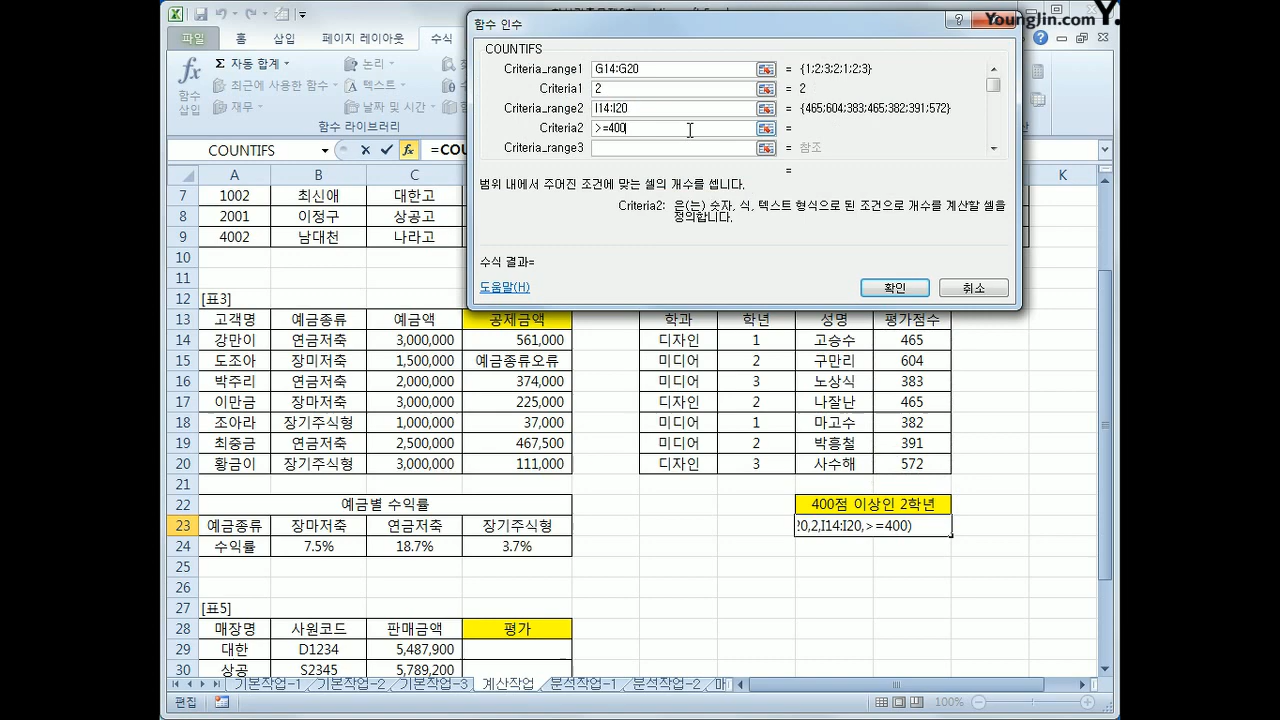 YoungJin.com Y.
파일 홈 삽입 페이지 레이아웃 수식
자동 합계 논리
최근에 사용한 함수 텍스트
재무 날짜 및 시간
함수 삽입
함수 라이브러리
COUNTIFS =COU
함수 인수
COUNTIFS
Criteria_range1 G14:G20 = {1;2;3;2;1;2;3}
Criteria1 2 = 2
Criteria_range2 I14:I20 = {465;604;383;465;382;391;572}
Criteria2 >=400 =
Criteria_range3 = 참조
=
범위 내에서 주어진 조건에 맞는 셀의 개수를 셉니다.
Criteria2: 은(는) 숫자, 식, 텍스트 형식으로 된 조건으로 개수를 계산할 셀을
정의합니다.
수식 결과=
도움말(H) 확인 취소
A B C K
7 1002 최신애 대한고
8 2001 이정구 상공고
9 4002 남대천 나라고
10
11
12 [표3]
13 고객명 예금종류 예금액 공제금액 학과 학년 성명 평가점수
14 강만이 연금저축 3,000,000 561,000 디자인 1 고승수 465
15 도조아 장미저축 1,500,000 예금종류오류 미디어 2 구만리 604
16 박주리 연금저축 2,000,000 374,000 미디어 3 노상식 383
17 이만금 장마저축 3,000,000 225,000 디자인 2 나잘난 465
18 조아라 장기주식형 1,000,000 37,000 미디어 1 마고수 382
19 최중금 연금저축 2,500,000 467,500 미디어 2 박흥철 391
20 황금이 장기주식형 3,000,000 111,000 디자인 3 사수해 572
21
22 예금별 수익률 400점 이상인 2학년
23 예금종류 장마저축 연금저축 장기주식형 ?0,2,I14:I20,>=400)
24 수익률 7.5% 18.7% 3.7%
25
26
27 [표5]
28 매장명 사원코드 판매금액 평가
29 대한 D1234 5,487,900
30 상공 S2345 5,789,200
기본작업-1 기본작업-2 기본작업-3 계산작업 분석작업-1 분석작업-2
편집 100%